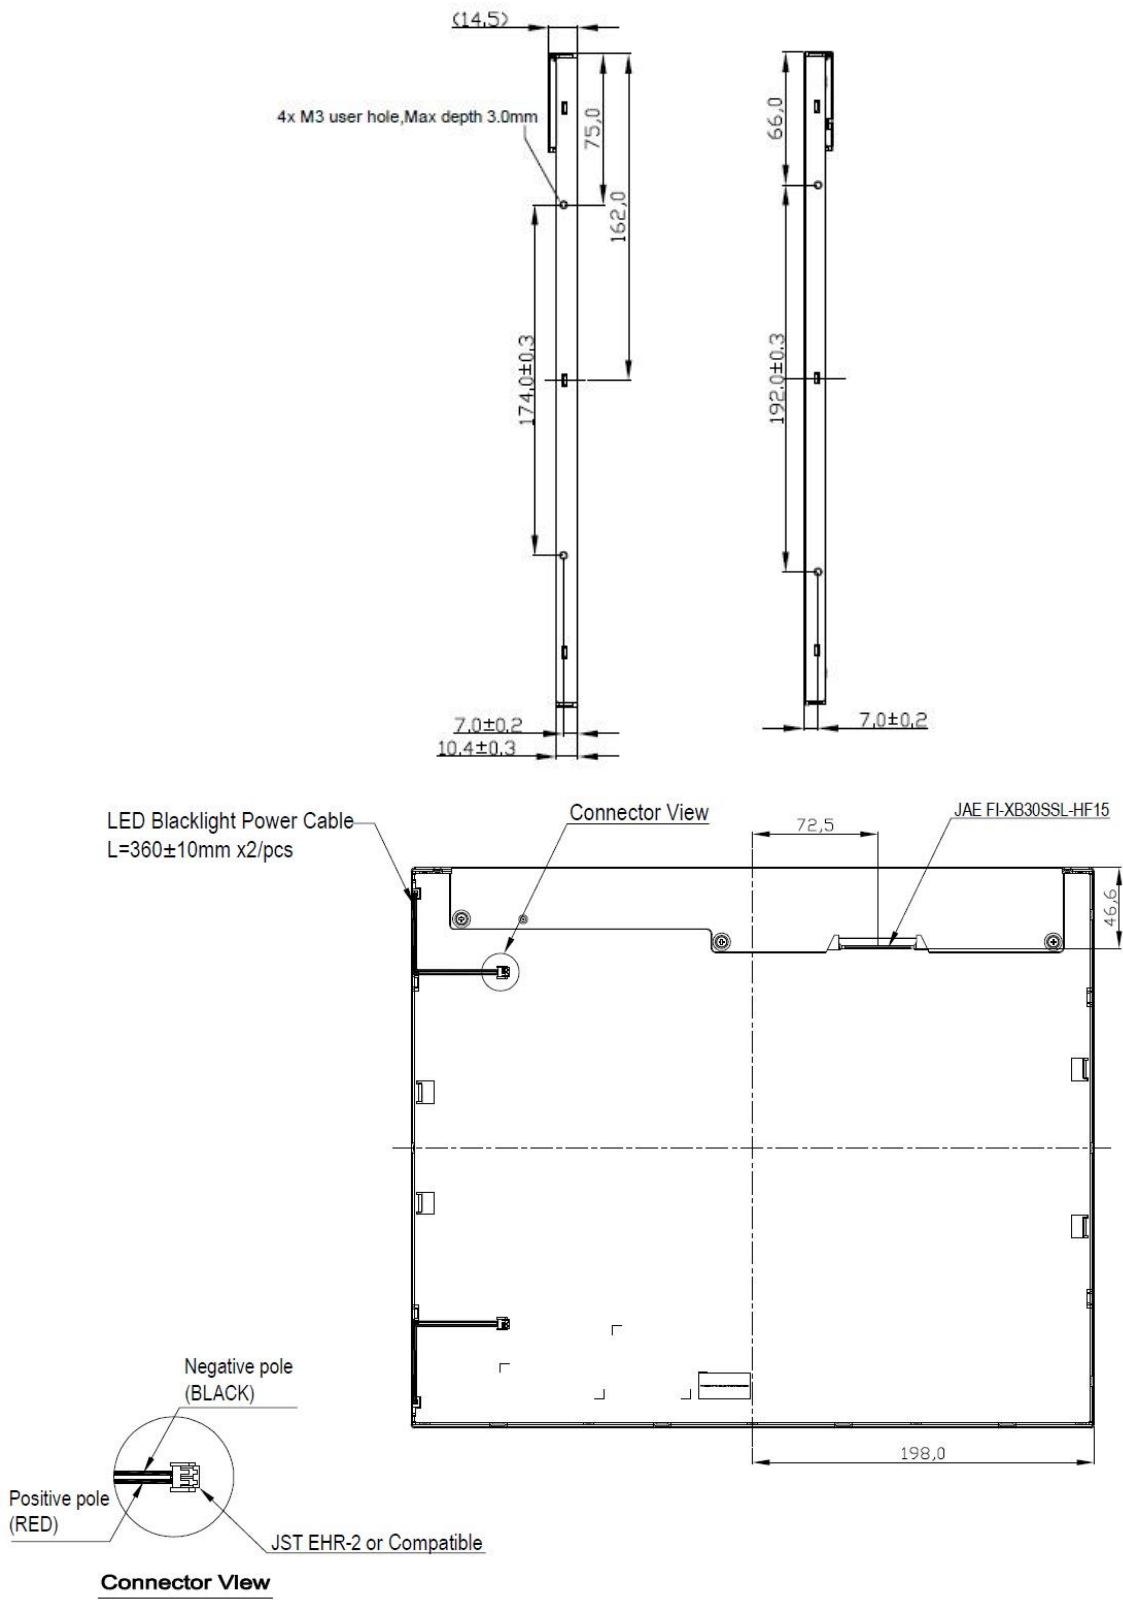 (14,5)
4x M3 user hole,Max depth 3.0mm
75,0
162,0
66,0
174,0±0,3
192,0±0.3
7,0±0,2
10,4±0,3
7,0±0,2
LED Blacklight Power Cable
L=360±10mm x2/pcs
Connector View
72,5
JAE FI-XB30SSL-HF15
46,6
198,0
Negative pole
(BLACK)
Positive pole
(RED)
JST EHR-2 or Compatible
Connector View